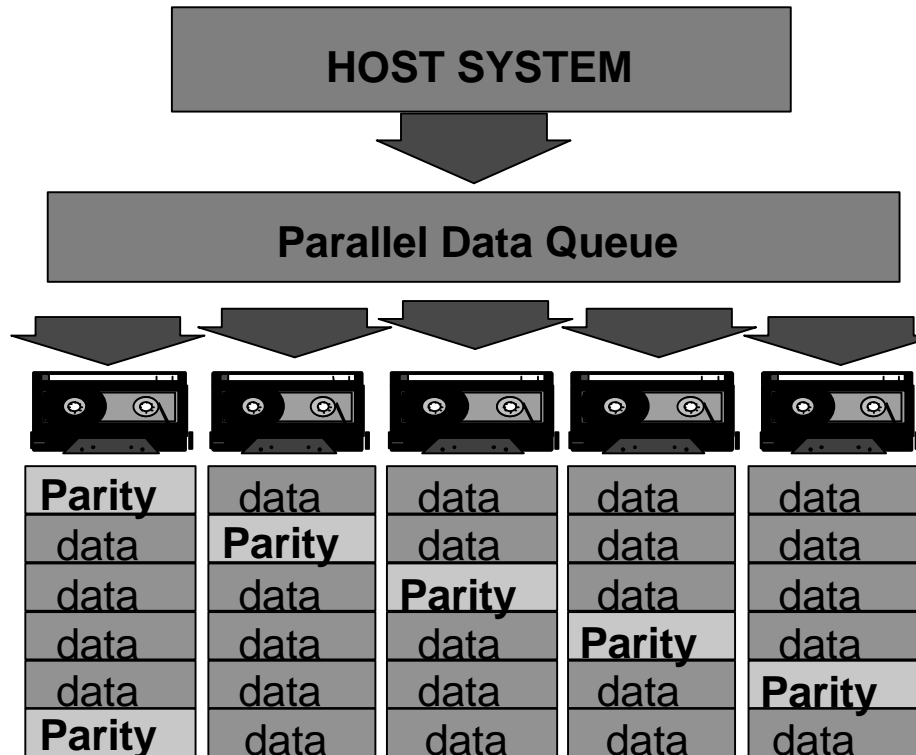 HOST SYSTEM
Parallel Data Queue
Parity data data data data
data Parity data data data
data data Parity data data
data data data Parity data
data data data data Parity
Parity data data data data